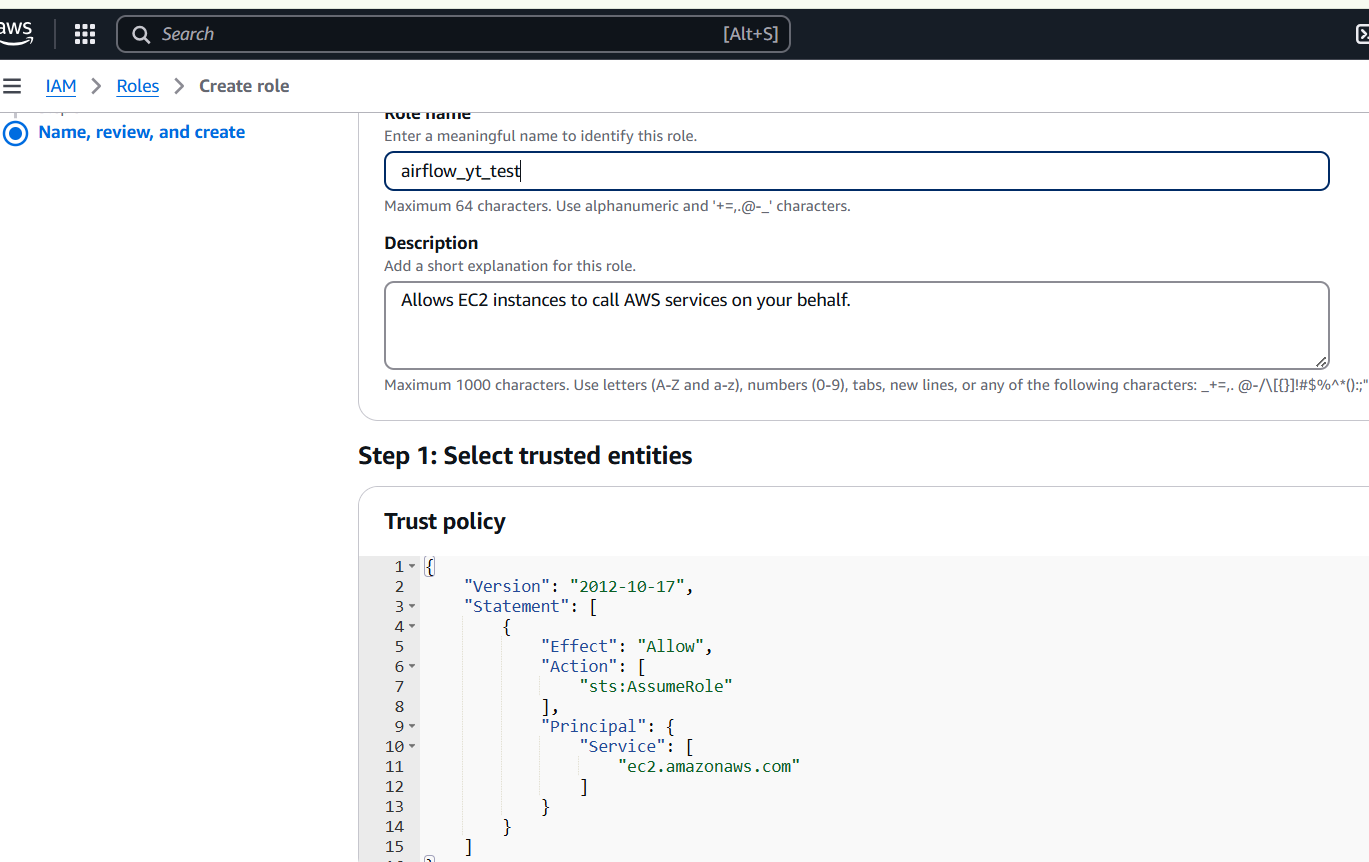 aws
Search [Alt+S]
IAM > Roles > Create role
Name, review, and create
Role name
Enter a meaningful name to identify this role.
airflow_yt_test
Maximum 64 characters. Use alphanumeric and '+=,.@-_' characters.
Description
Add a short explanation for this role.
Allows EC2 instances to call AWS services on your behalf.
Maximum 1000 characters. Use letters (A-Z and a-z), numbers (0-9), tabs, new lines, or any of the following characters: _+=,. @-/\[{}]!#$%^*();:"
Step 1: Select trusted entities
Trust policy
1 {
2 "Version": "2012-10-17",
3 "Statement": [
4 {
5 "Effect": "Allow",
6 "Action": [
7 "sts:AssumeRole"
8 ],
9 "Principal": {
10 "Service": [
11 "ec2.amazonaws.com"
12 ]
13 }
14 }
15 ]